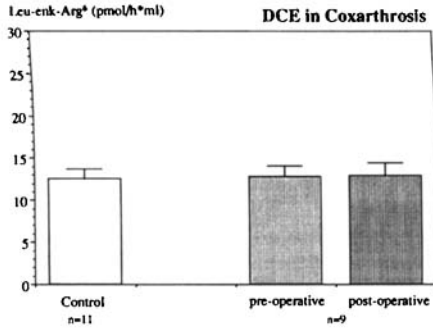 Leu-enk-Arg⁶ (pmol/h*ml)
DCE in Coxarthrosis
30
25
20
15
10
5
0
Control
pre-operative
post-operative
n=11
n=9